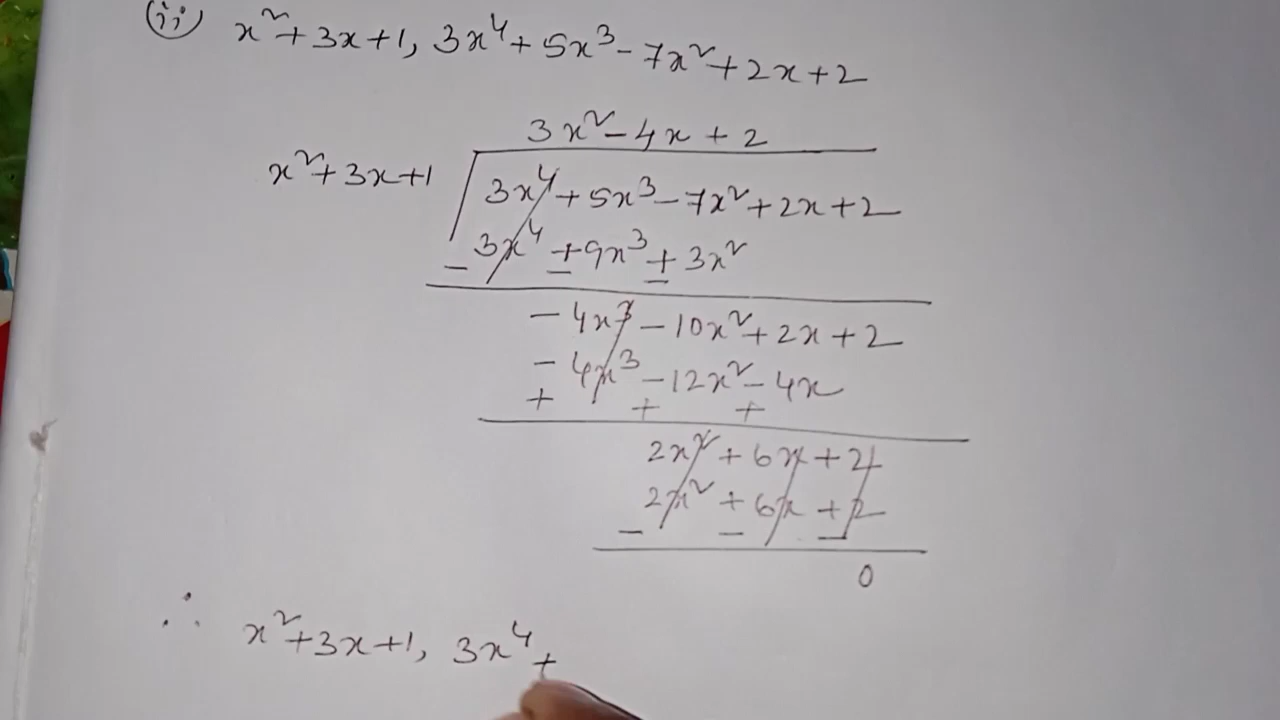 (ii) x² + 3x + 1, 3x⁴ + 5x³ - 7x² + 2x + 2
3x² - 4x + 2
x² + 3x + 1 3x⁴ + 5x³ - 7x² + 2x + 2
3x⁴ + 9x³ + 3x²
- - -
- 4x³ - 10x² + 2x + 2
- 4x³ - 12x² - 4x
+ + +
2x² + 6x + 2
2x² + 6x + 2
- - -
0
∴ x² + 3x + 1, 3x⁴ +